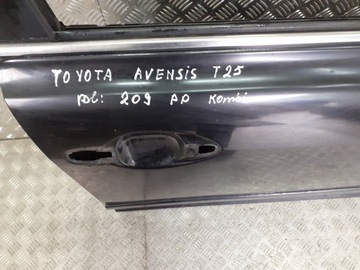 TOYOTA AVENSIS T25
kol: 209 PP Kombi